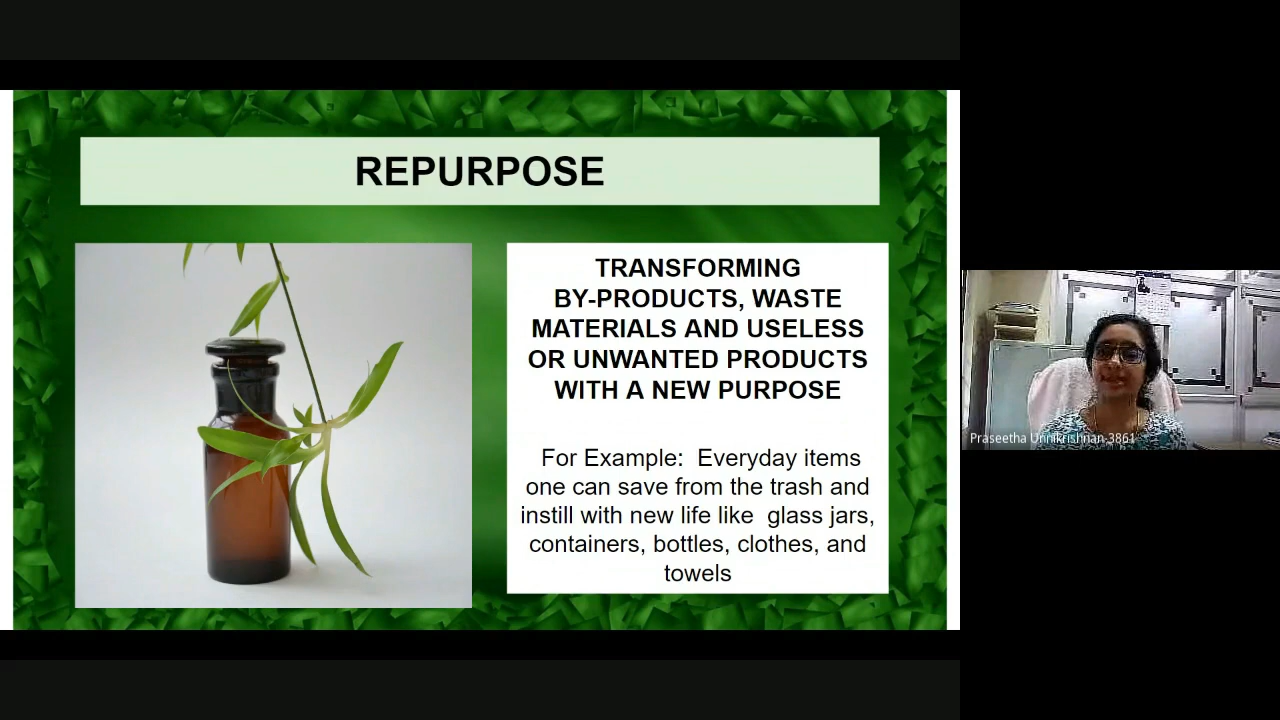 REPURPOSE
TRANSFORMING
BY-PRODUCTS, WASTE
MATERIALS AND USELESS
OR UNWANTED PRODUCTS
WITH A NEW PURPOSE
For Example:  Everyday items
one can save from the trash and
instill with new life like  glass jars,
containers, bottles, clothes, and
towels
Praseetha Unnikrishnan-3861